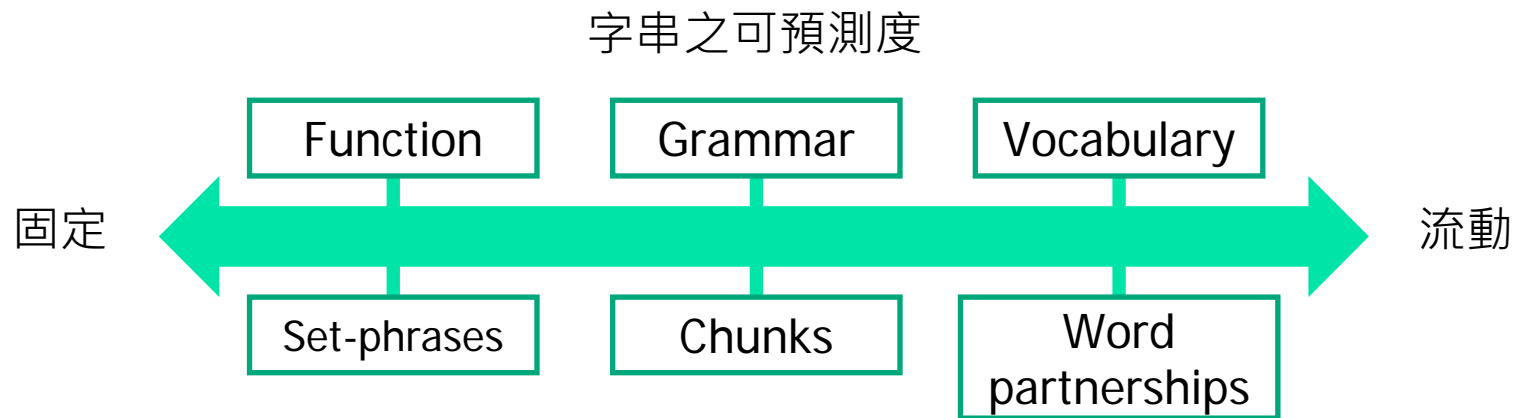 字串之可預測度
Function
Grammar
Vocabulary
固定
流動
Set-phrases
Chunks
Word
partnerships